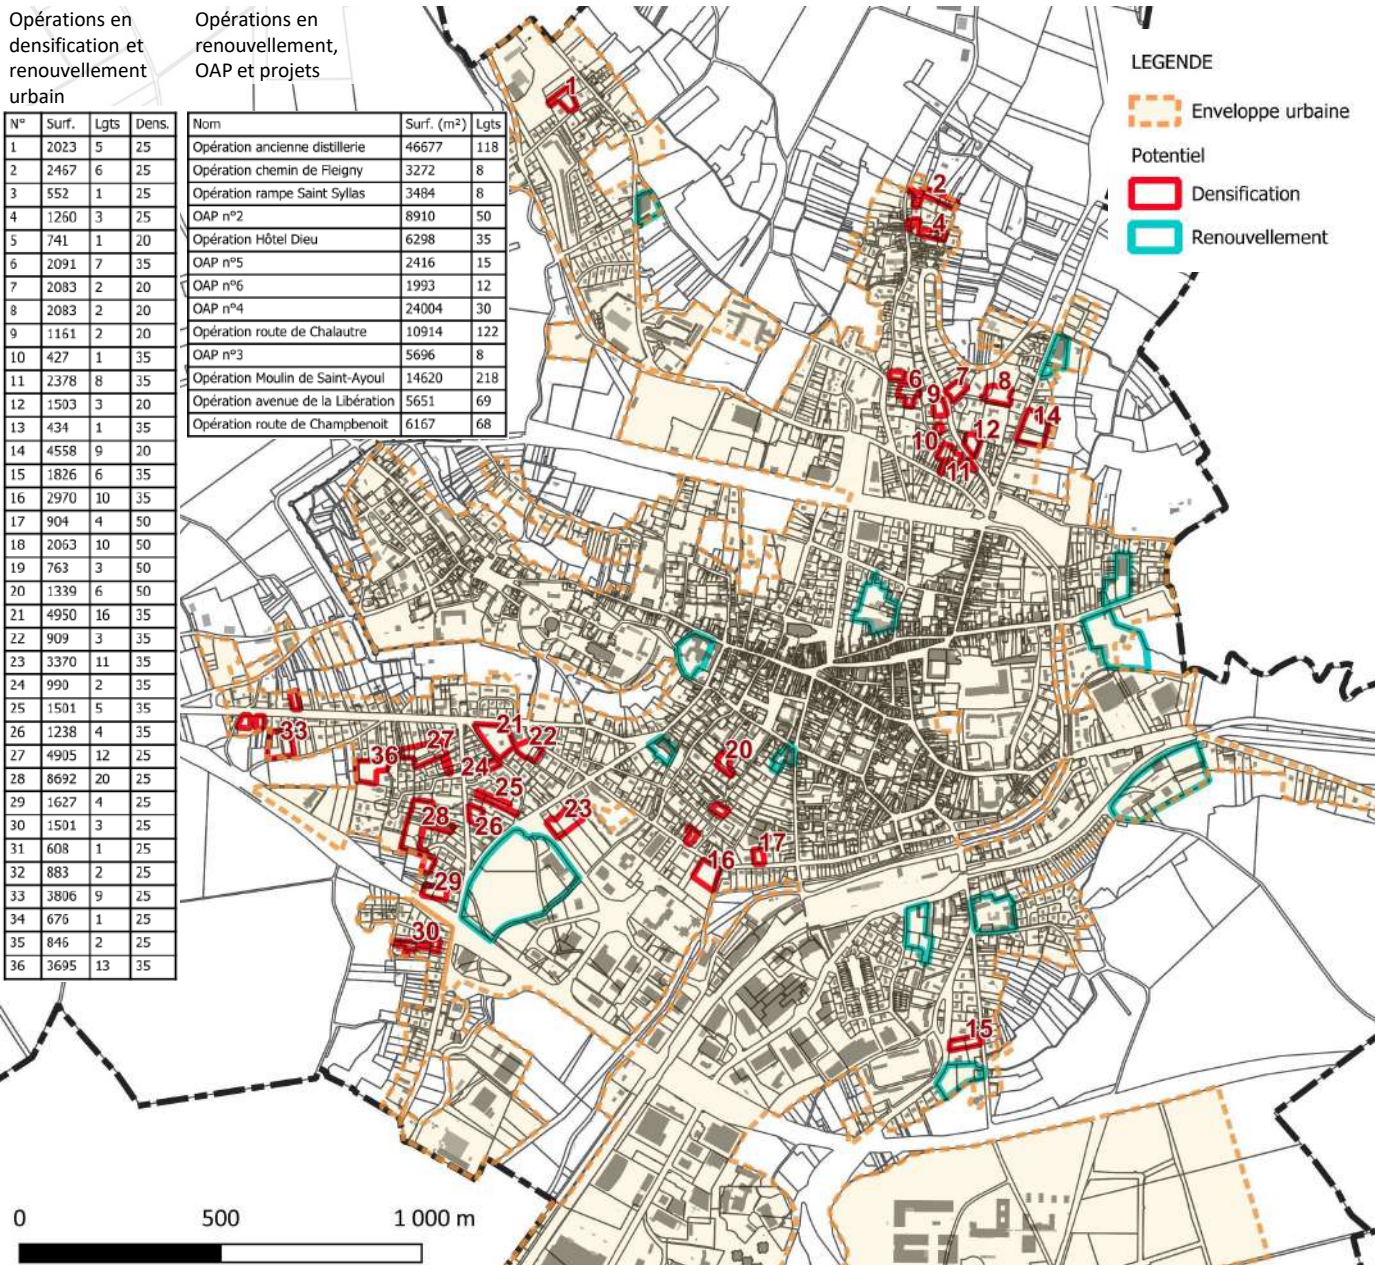 Opérations en
densification et
renouvellement
urbain
Opérations en
renouvellement,
OAP et projets
N° Surf. Lgts Dens.
1 2023 5 25
2 2467 6 25
3 552 1 25
4 1260 3 25
5 741 1 20
6 2091 7 35
7 2083 2 20
8 2083 2 20
9 1161 2 20
10 427 1 35
11 2378 8 35
12 1503 3 20
13 434 1 35
14 4558 9 20
15 1826 6 35
16 2970 10 35
17 904 4 50
18 2063 10 50
19 763 3 50
20 1339 6 50
21 4950 16 35
22 909 3 35
23 3370 11 35
24 990 2 35
25 1501 5 35
26 1238 4 35
27 4905 12 25
28 8692 20 25
29 1627 4 25
30 1501 3 25
31 608 1 25
32 883 2 25
33 3806 9 25
34 676 1 25
35 846 2 25
36 3695 13 35
Nom Surf. (m²) Lgts
Opération ancienne distillerie 46677 118
Opération chemin de Fleigny 3272 8
Opération rampe Saint Syllas 3484 8
OAP n°2 8910 50
Opération Hôtel Dieu 6298 35
OAP n°5 2416 15
OAP n°6 1993 12
OAP n°4 24004 30
Opération route de Chalautre 10914 122
OAP n°3 5696 8
Opération Moulin de Saint-Ayoul 14620 218
Opération avenue de la Libération 5651 69
Opération route de Champbenoit 6167 68
LEGENDE
Enveloppe urbaine
Potentiel
Densification
Renouvellement
1
2
4
6
7
8
9
14
10
12
11
33
21
22
27
36
24
20
25
26
23
28
17
16
29
30
15
0 500 1 000 m